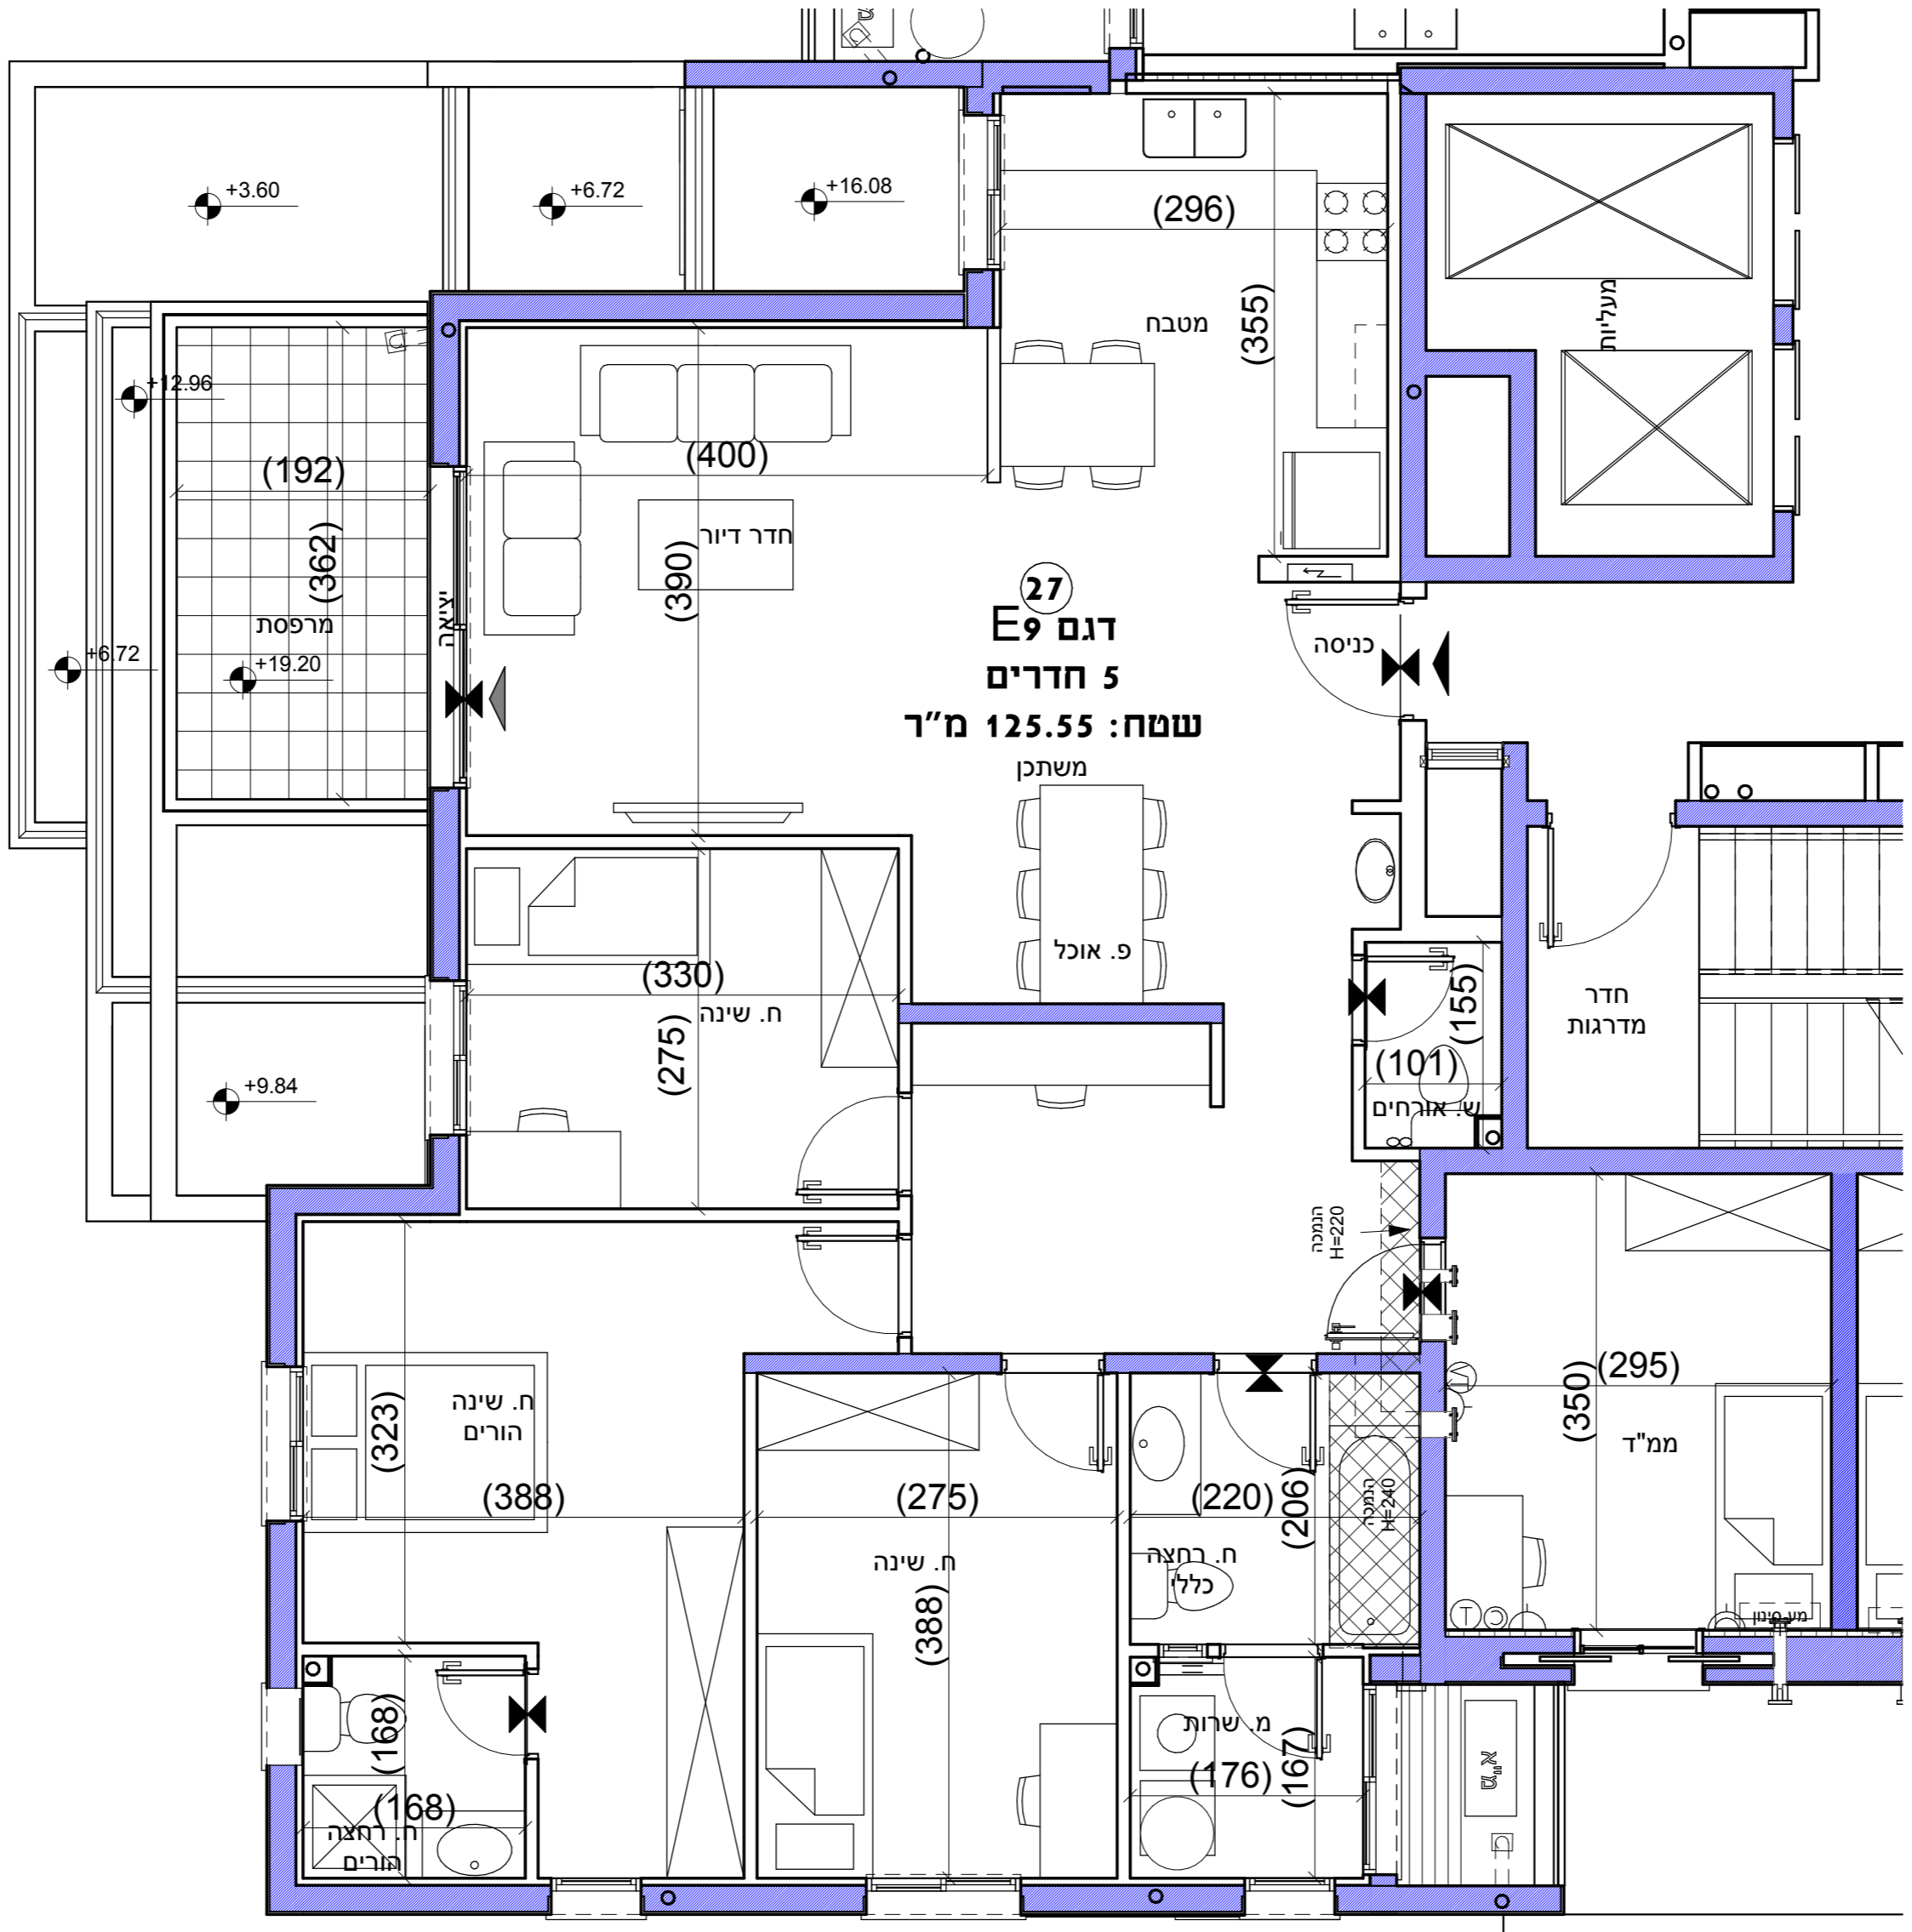 +3.60
+6.72
+16.08
(296)
(355)
מטבח
מעליות
+12.96
(192)
(362)
מרפסת
+19.20
+6.72
יציאה
(400)
(390)
חדר דיור
27
דגם E9
5 חדרים
שטח: 125.55 מ"ר
כניסה
משתכן
פ. אוכל
(330)
(275)
ח. שינה
+9.84
(155)
(101)
ש. אורחים
חדר
מדרגות
הנמכה
H=220
(323)
ח. שינה
הורים
(388)
(275)
ח. שינה
(388)
(220)
(206)
הנמכה
H=240
ח. רחצה
כללי
(295)
(350)
ממ"ד
מע.סינון
(168)
(168)
ח. רחצה
הורים
מ. שרות
(176)
(167)